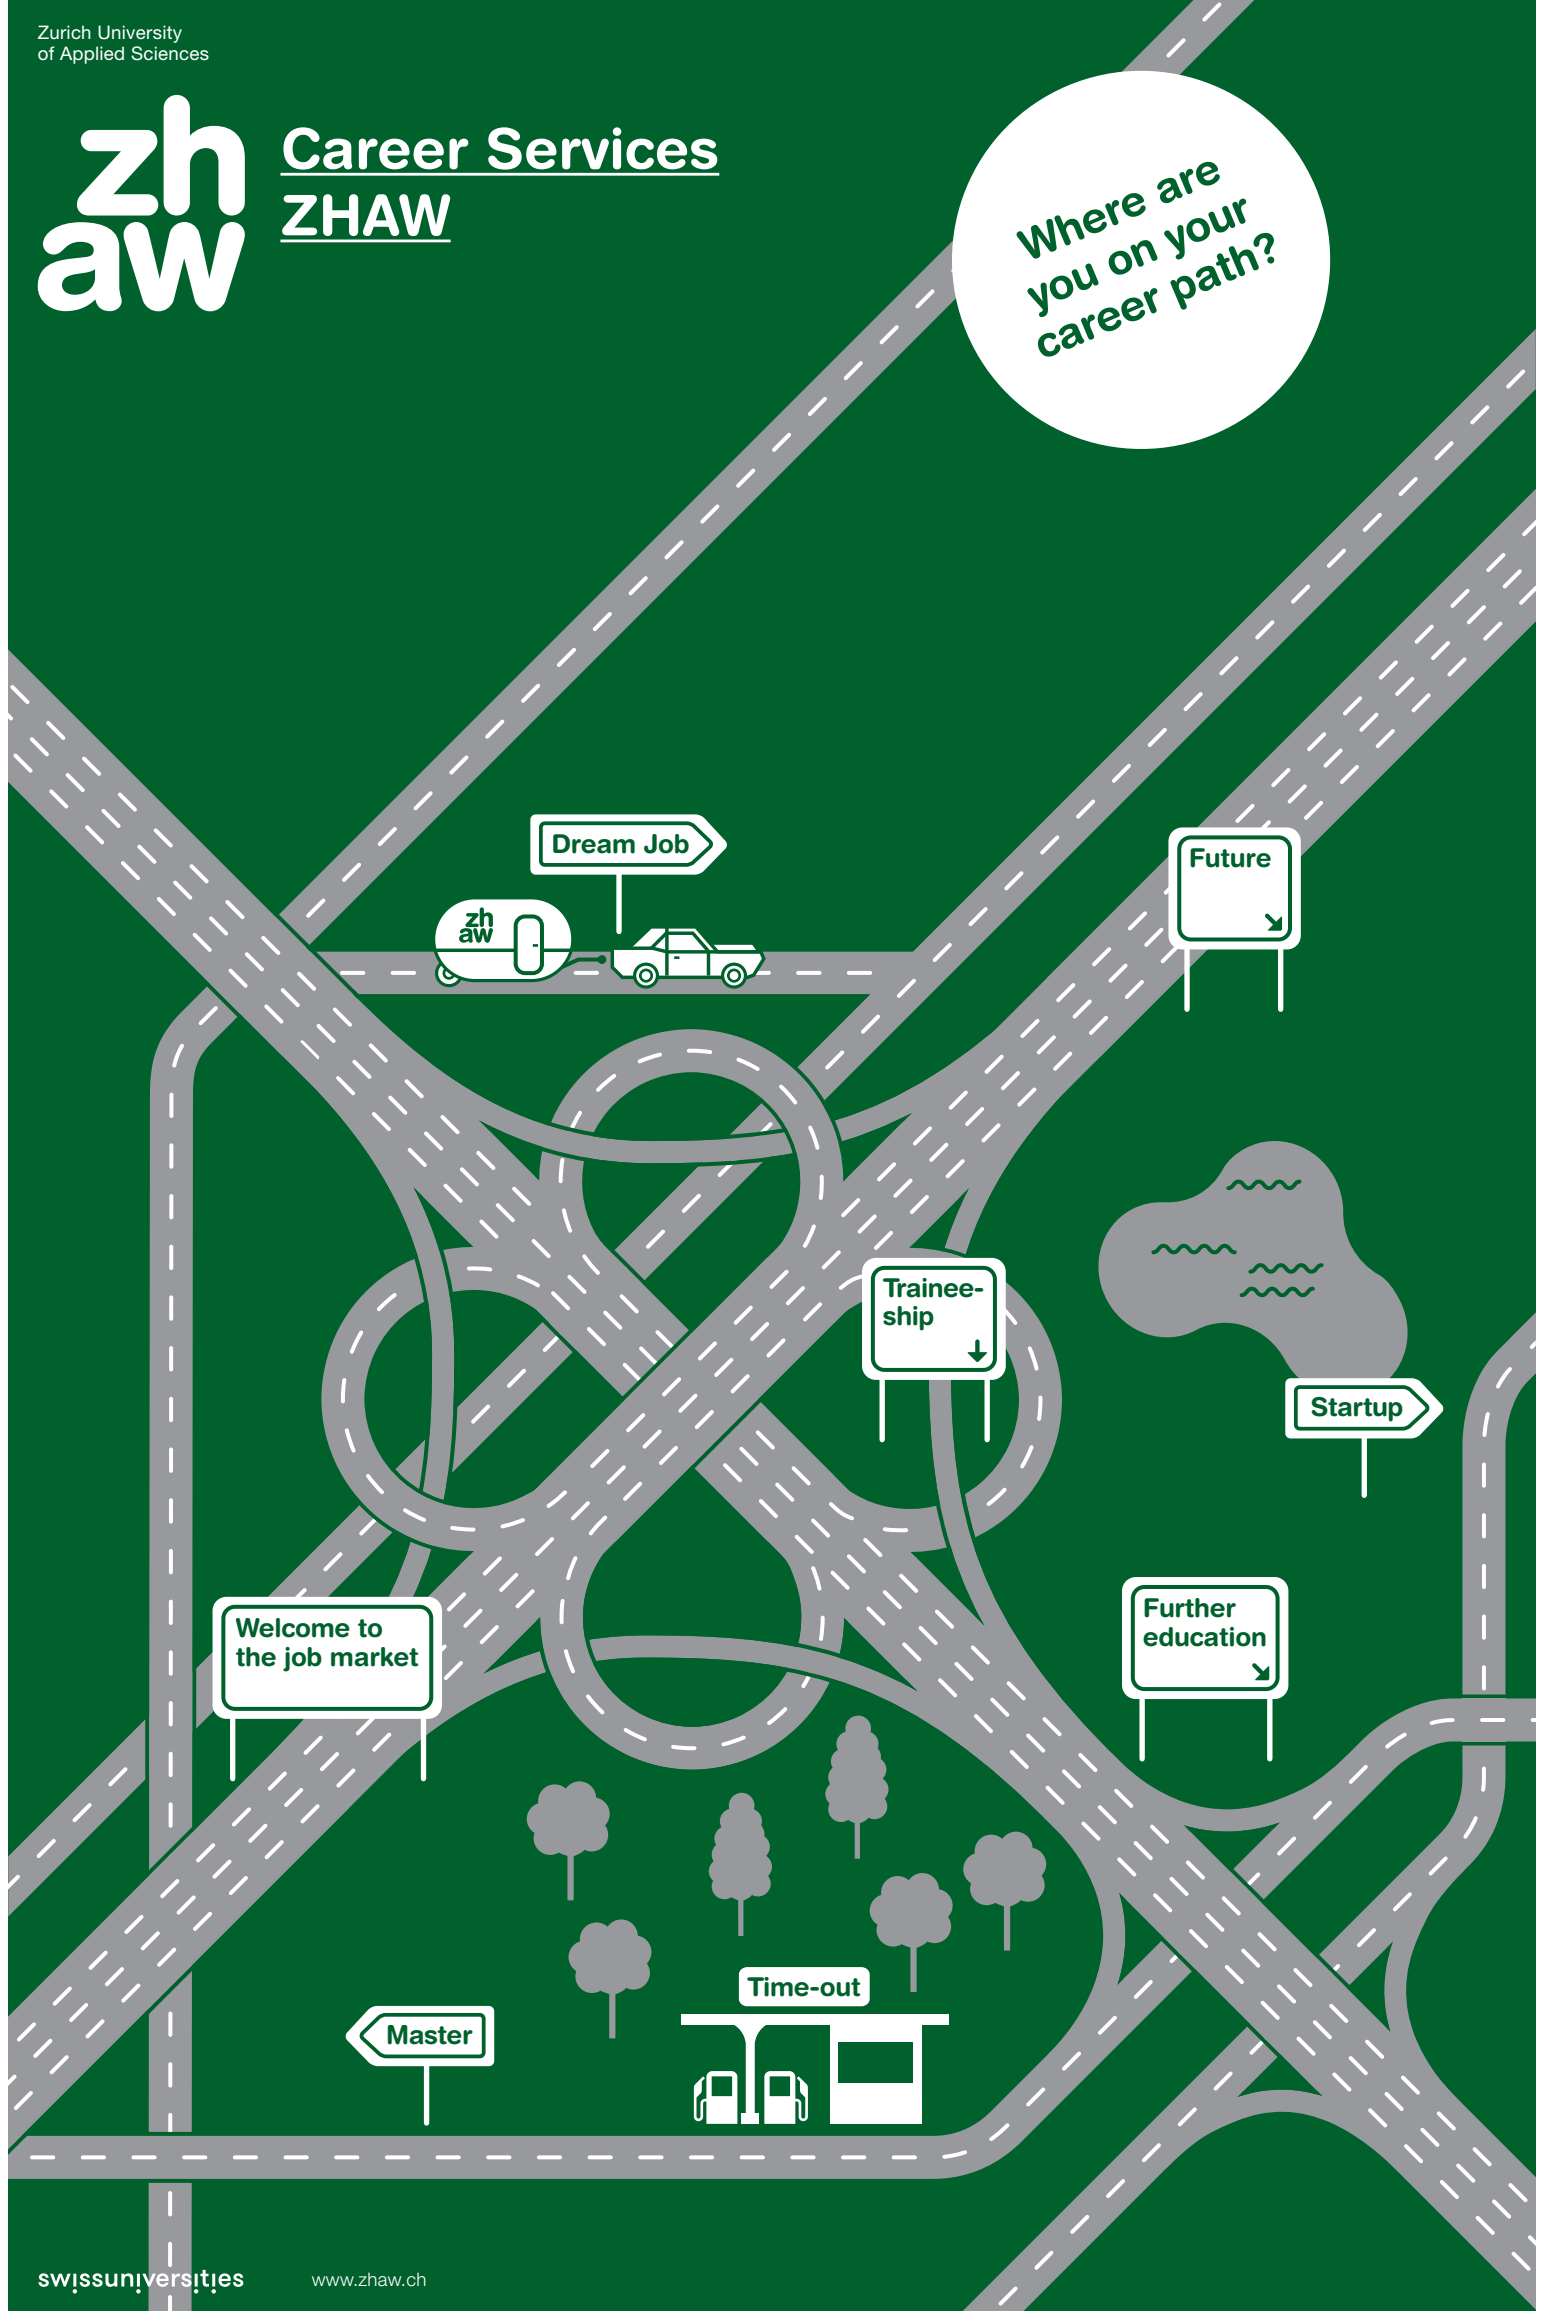 Zurich University
of Applied Sciences
zh
aw
Career Services
ZHAW
Where are
you on your
career path?
Dream Job
zh
aw
Future
Trainee-
ship
Startup
Welcome to
the job market
Further
education
Time-out
Master
swissuniversities
www.zhaw.ch